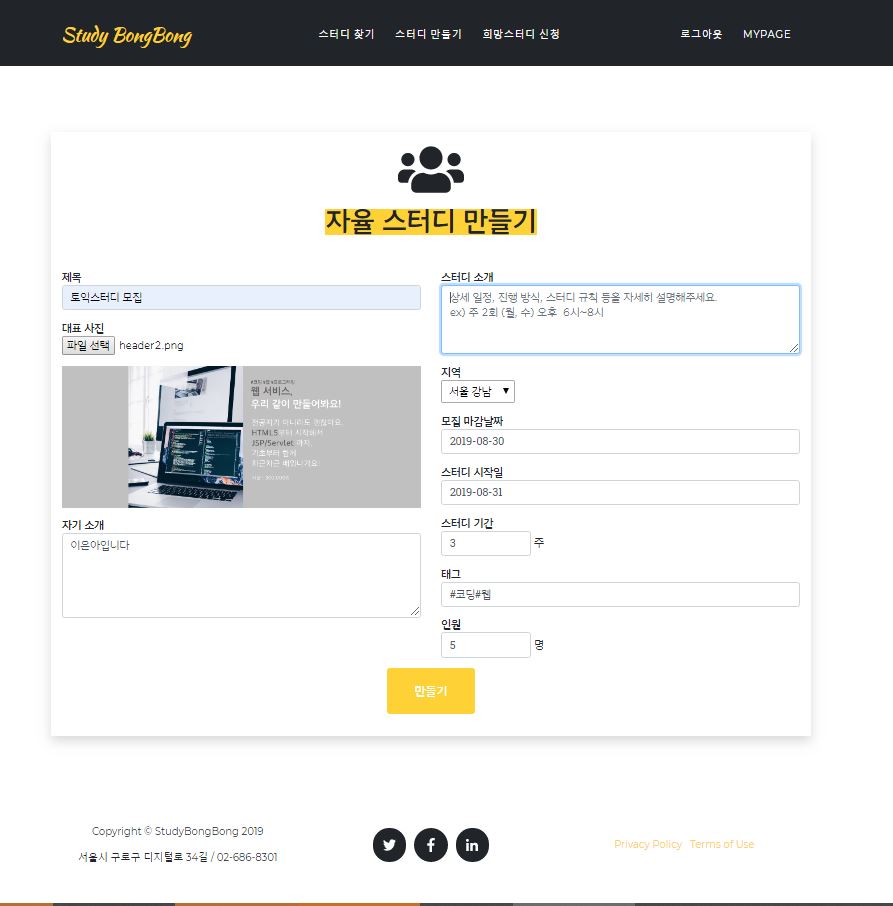 Study BongBong
스터디 찾기 스터디 만들기 희망스터디 신청
로그아웃 MYPAGE
자율 스터디 만들기
제목
토익스터디 모집
대표 사진
파일 선택 header2.png
웹 서비스,
우리 같이 만들어봐요!
전공자가 아니라도 괜찮아요.
HTML5부터 시작해서
JSP/Servlet 까지,
기초부터 함께
차근차근 배워나가요!
자기 소개
이은아입니다
스터디 소개
상세 일정, 진행 방식, 스터디 규칙 등을 자세히 설명해주세요.
ex) 주 2회 (월, 수) 오후 6시~8시
지역
서울 강남
모집 마감날짜
2019-08-30
스터디 시작일
2019-08-31
스터디 기간
3 주
태그
#코딩#웹
인원
5 명
만들기
Copyright © StudyBongBong 2019
서울시 구로구 디지털로 34길 / 02-686-8301
Privacy Policy Terms of Use